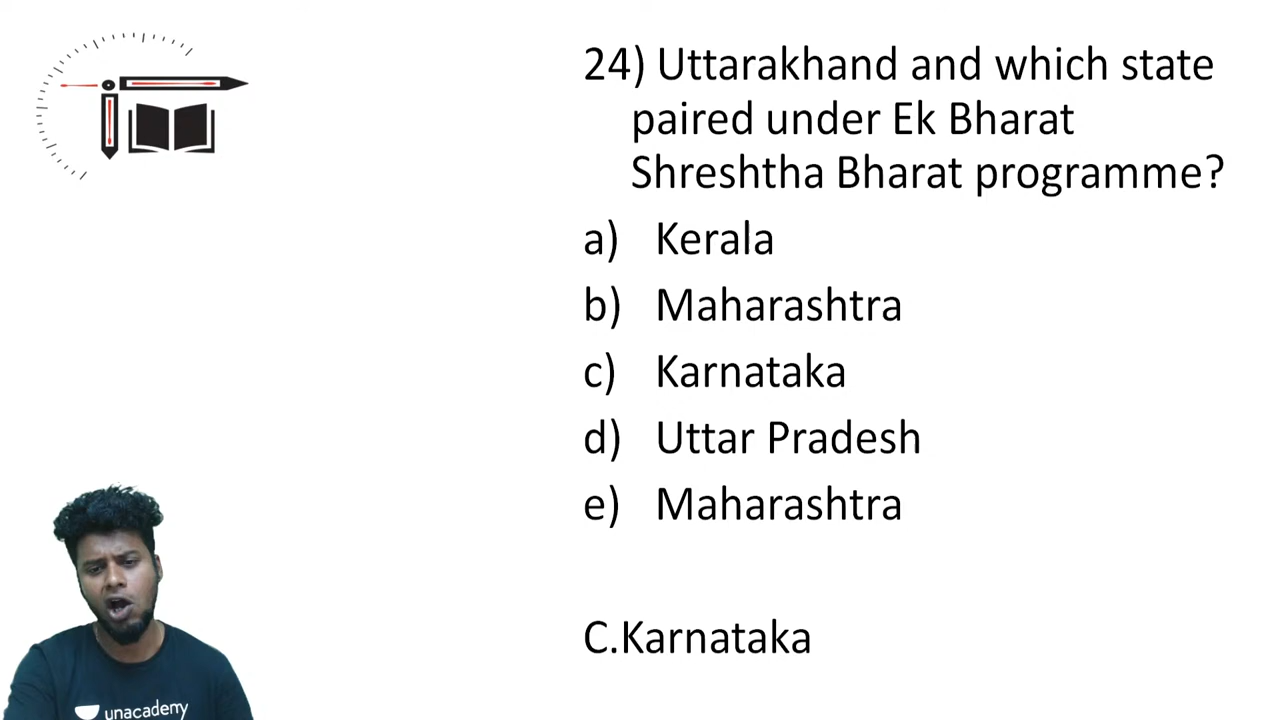 24) Uttarakhand and which state
paired under Ek Bharat
Shreshtha Bharat programme?
a) Kerala
b) Maharashtra
c) Karnataka
d) Uttar Pradesh
e) Maharashtra
C.Karnataka
unacademy